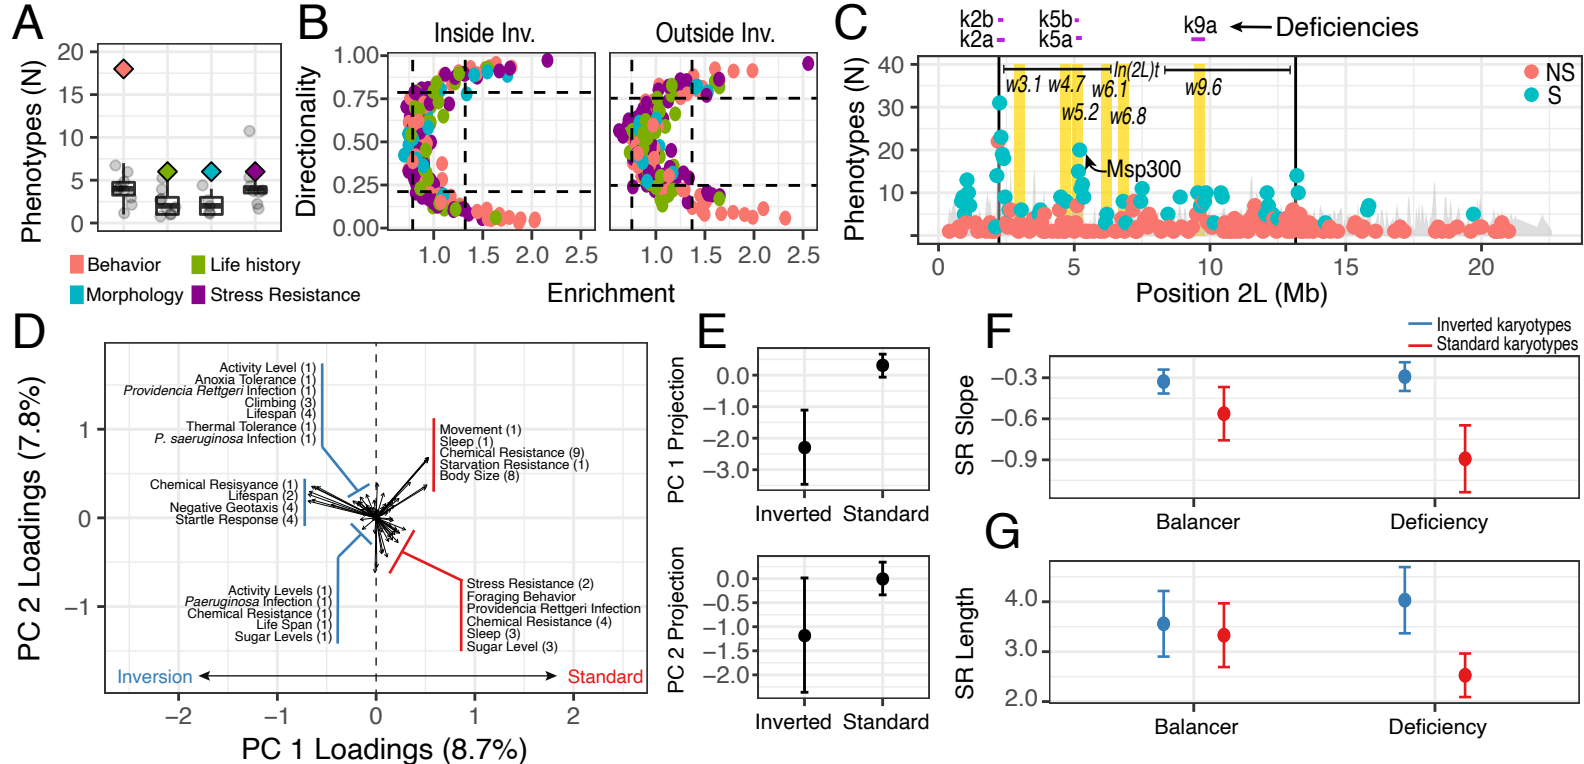 A
Phenotypes (N)
20
15
10
5
0
Behavior
Life history
Morphology
Stress Resistance
B
Inside Inv.
Outside Inv.
Directionality
1.00
0.75
0.50
0.25
0.00
1.0
1.5
2.0
2.5
1.0
1.5
2.0
2.5
Enrichment
C
k2b
k5b
k9a
Deficiencies
k2a
k5a
Phenotypes (N)
40
30
20
10
In(2L)t
w3.1
w4.7
w6.1
w9.6
w5.2
w6.8
Msp300
NS
S
0
5
10
15
20
Position 2L (Mb)
D
PC 2 Loadings (7.8%)
1
0
−1
Activity Level (1)
Anoxia Tolerance (1)
Providencia Rettgeri Infection (1)
Climbing (3)
Lifespan (4)
Thermal Tolerance (1)
P. saeruginosa Infection (1)
Movement (1)
Sleep (1)
Chemical Resistance (9)
Starvation Resistance (1)
Body Size (8)
Chemical Resisyance (1)
Lifespan (2)
Negative Geotaxis (4)
Startle Response (4)
Activity Levels (1)
Paeruginosa Infection (1)
Chemical Resistance (1)
Life Span (1)
Sugar Levels (1)
Stress Resistance (2)
Foraging Behavior
Providencia Rettgeri Infection
Chemical Resistance (4)
Sleep (3)
Sugar Level (3)
Inversion
Standard
−2
−1
0
1
2
PC 1 Loadings (8.7%)
E
PC 1 Projection
0.0
−1.0
−2.0
−3.0
Inverted
Standard
PC 2 Projection
0.0
−0.5
−1.0
−1.5
−2.0
Inverted
Standard
F
Inverted karyotypes
Standard karyotypes
SR Slope
−0.3
−0.6
−0.9
Balancer
Deficiency
G
SR Length
4.0
3.0
2.0
Balancer
Deficiency